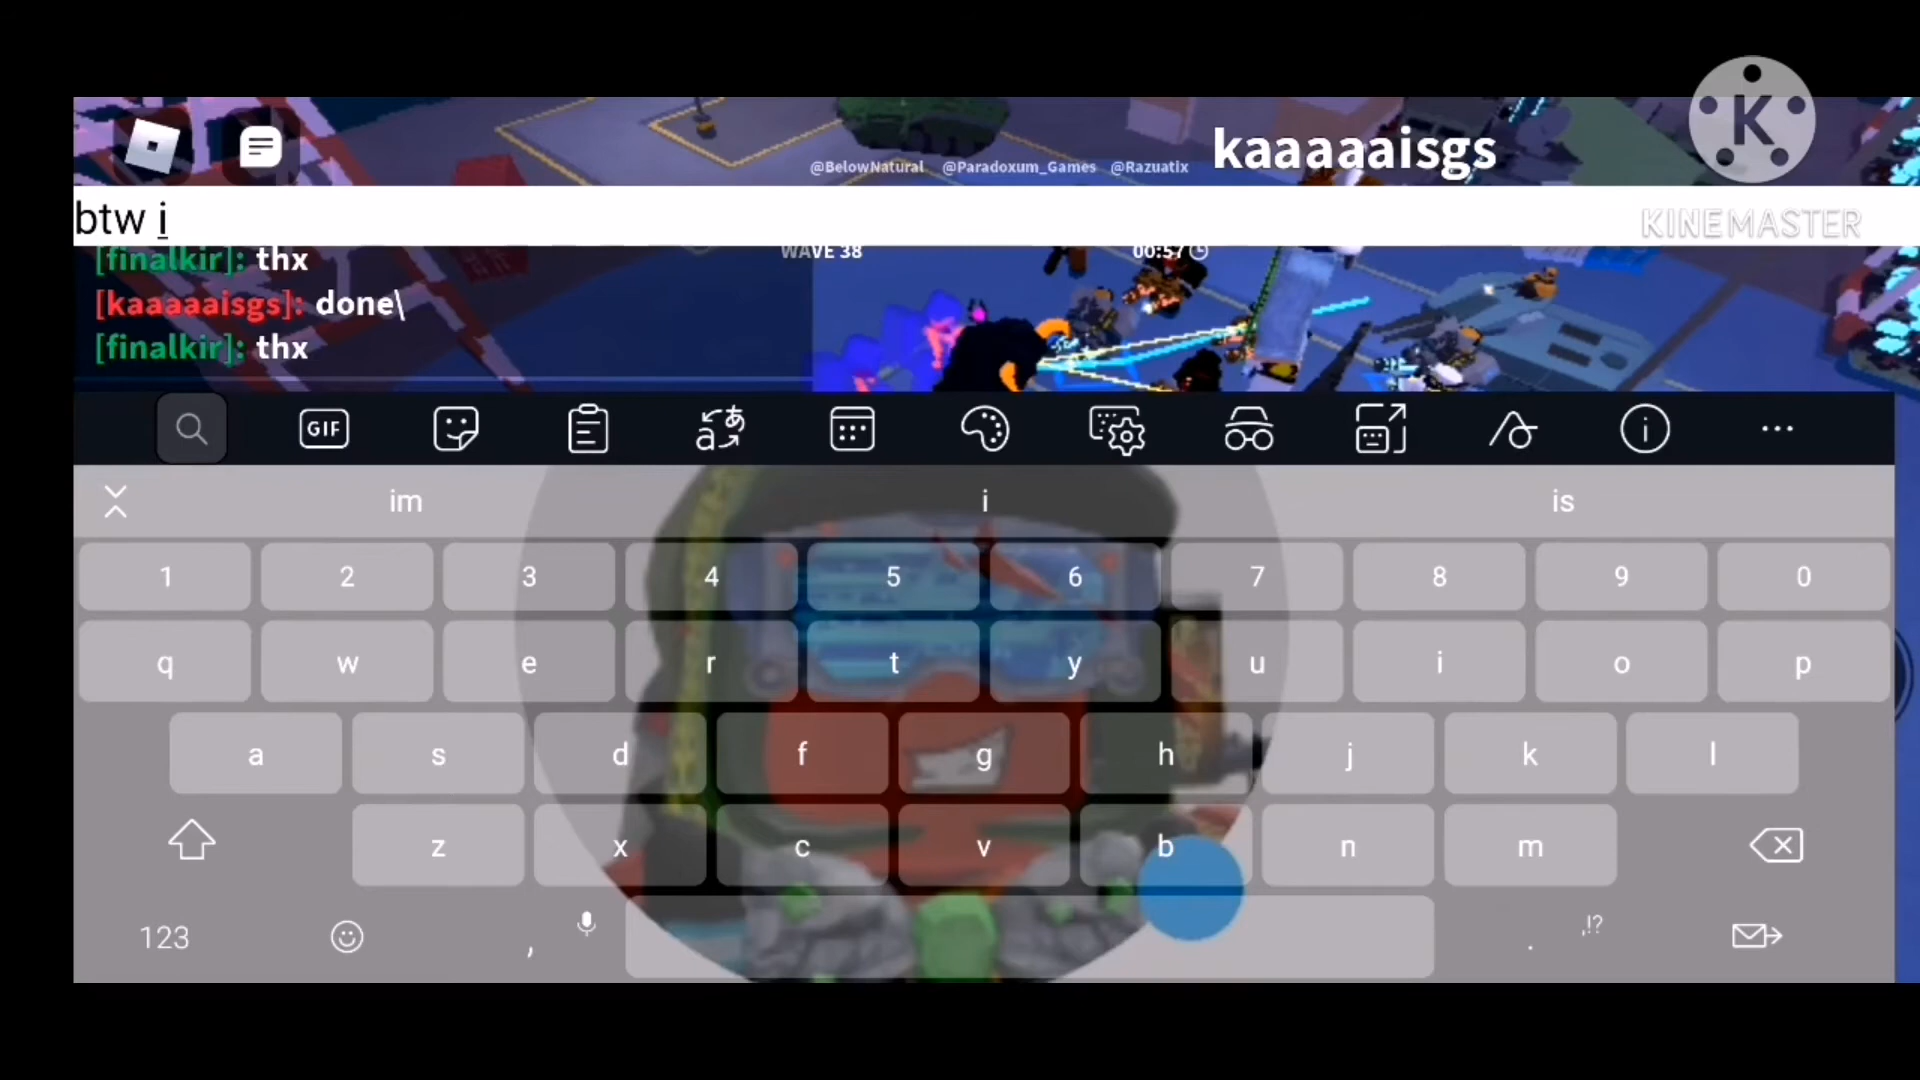 @BelowNatural @Paradoxum_Games @Razuatix kaaaaaisgs
K
btw i
KINEMASTER
[finalkir]: thx
WAVE 38 00:57
[kaaaaaisgs]: done\
[finalkir]: thx
GIF
im i is
1 2 3 4 5 6 7 8 9 0
q w e r t y u i o p
a s d f g h j k l
z x c v b n m
123 , . ,!?